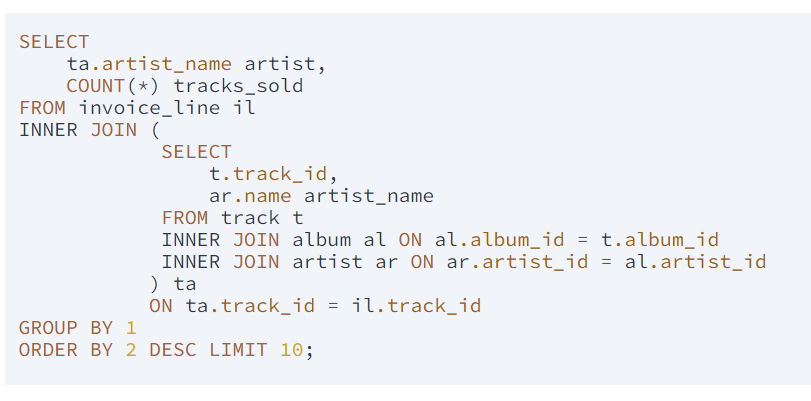 SELECT
    ta.artist_name artist,
    COUNT(*) tracks_sold
FROM invoice_line il
INNER JOIN (
            SELECT
                t.track_id,
                ar.name artist_name
            FROM track t
            INNER JOIN album al ON al.album_id = t.album_id
            INNER JOIN artist ar ON ar.artist_id = al.artist_id
           ) ta
           ON ta.track_id = il.track_id
GROUP BY 1
ORDER BY 2 DESC LIMIT 10;